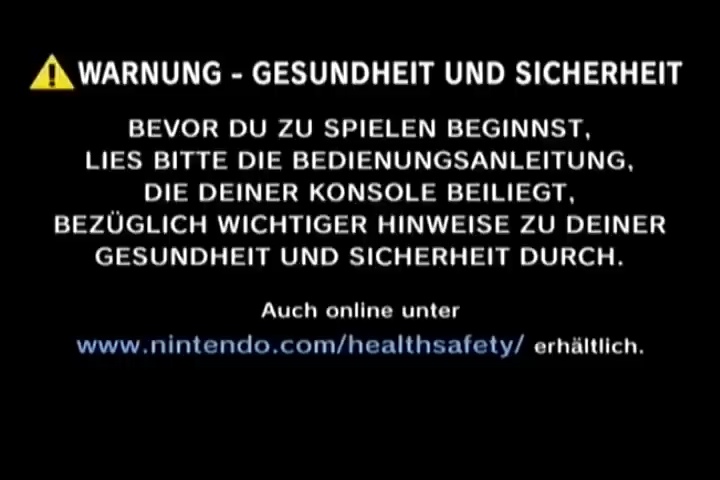 WARNUNG - GESUNDHEIT UND SICHERHEIT
BEVOR DU ZU SPIELEN BEGINNST,
LIES BITTE DIE BEDIENUNGSANLEITUNG,
DIE DEINER KONSOLE BEILIEGT,
BEZÜGLICH WICHTIGER HINWEISE ZU DEINER
GESUNDHEIT UND SICHERHEIT DURCH.
Auch online unter
www.nintendo.com/healthsafety/ erhältlich.